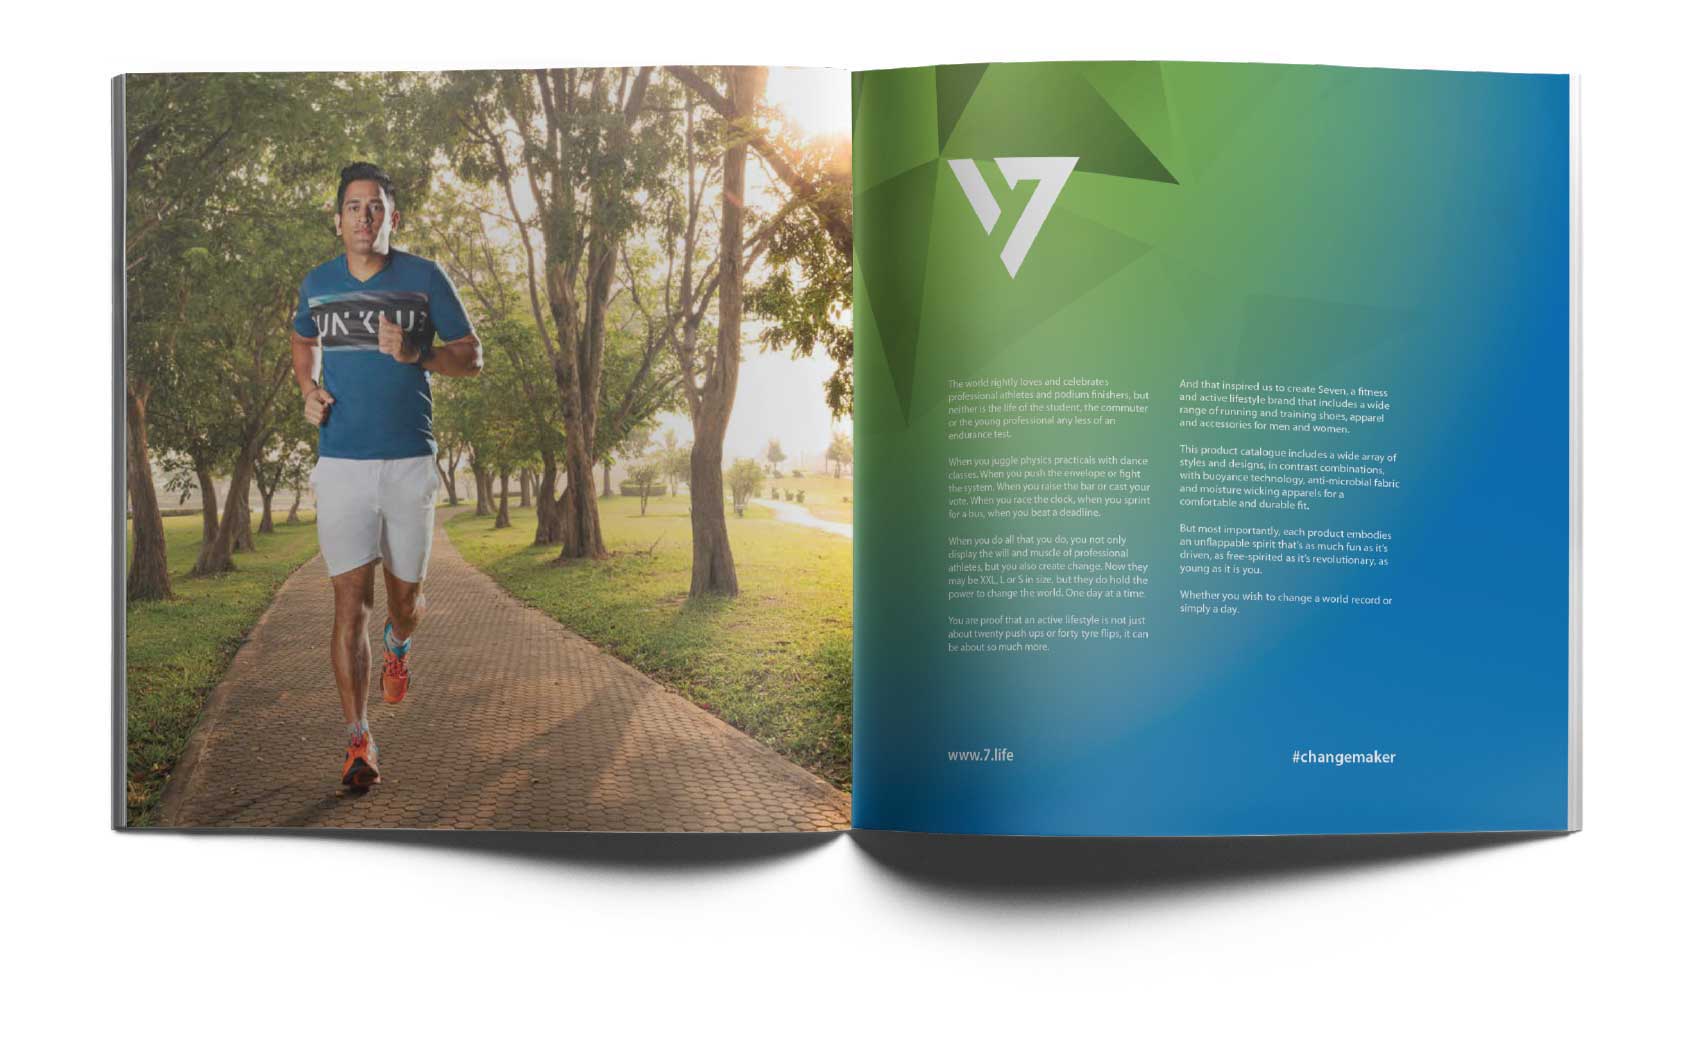 UN KLUB
7
The world rightly loves and celebrates
professional athletes and podium finishers, but
neither is the life of the student, the commuter
or the young professional any less of an
endurance test.
When you juggle physics practicals with dance
classes. When you push the envelope or fight
the system. When you raise the bar or cast your
vote. When you race the clock, when you sprint
for a bus, when you beat a deadline.
When you do all that you do, you not only
display the will and muscle of professional
athletes, but you also create change. Now they
may be XXL, L or S in size, but they do hold the
power to change the world. One day at a time.
You are proof that an active lifestyle is not just
about twenty push ups or forty tyre flips, it can
be about so much more.
And that inspired us to create Seven, a fitness
and active lifestyle brand that includes a wide
range of running and training shoes, apparel
and accessories for men and women.
This product catalogue includes a wide array of
styles and designs, in contrast combinations,
with buoyance technology, anti-microbial fabric
and moisture wicking apparels for a
comfortable and durable fit.
But most importantly, each product embodies
an unflappable spirit that's as much fun as it's
driven, as free-spirited as it's revolutionary, as
young as it is you.
Whether you wish to change a world record or
simply a day.
www.7.life
#changemaker